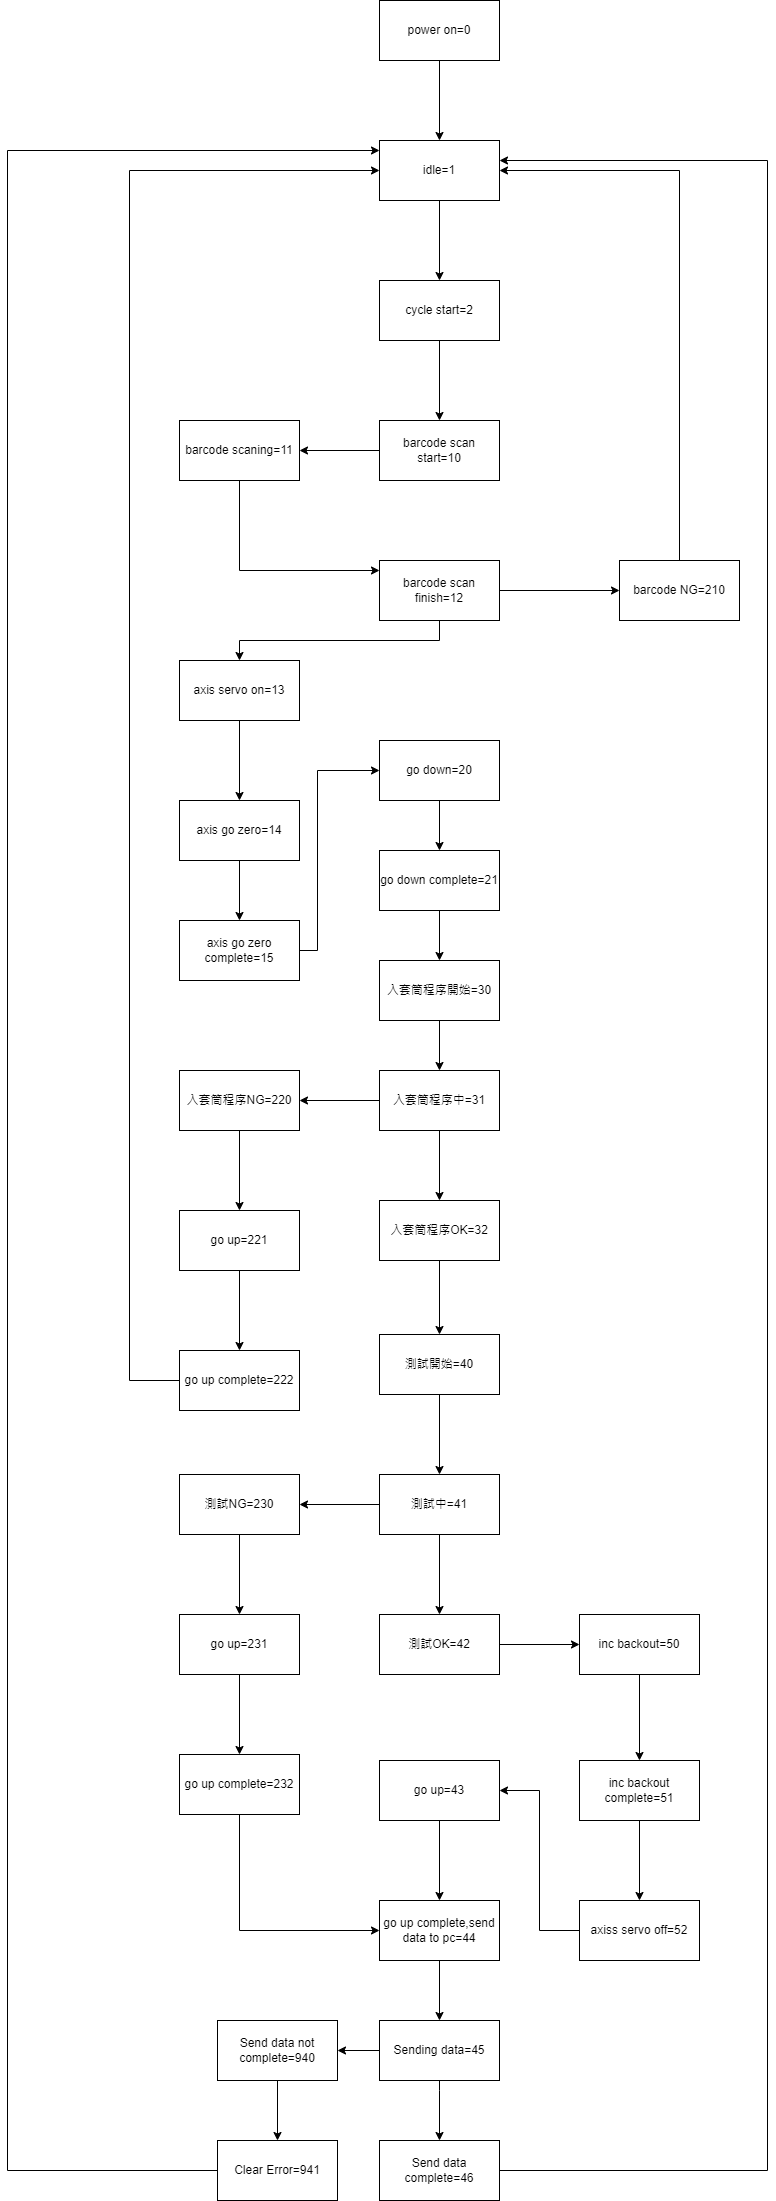 power on=0
idle=1
cycle start=2
barcode scaning=11
barcode scan
start=10
barcode scan
finish=12
barcode NG=210
axis servo on=13
go down=20
axis go zero=14
go down complete=21
axis go zero
complete=15
入套筒程序開始=30
入套筒程序NG=220
入套筒程序中=31
go up=221
入套筒程序OK=32
測試開始=40
go up complete=222
測試NG=230
測試中=41
go up=231
測試OK=42
inc backout=50
go up complete=232
go up=43
inc backout
complete=51
go up complete,send
data to pc=44
axiss servo off=52
Send data not
complete=940
Sending data=45
Clear Error=941
Send data
complete=46